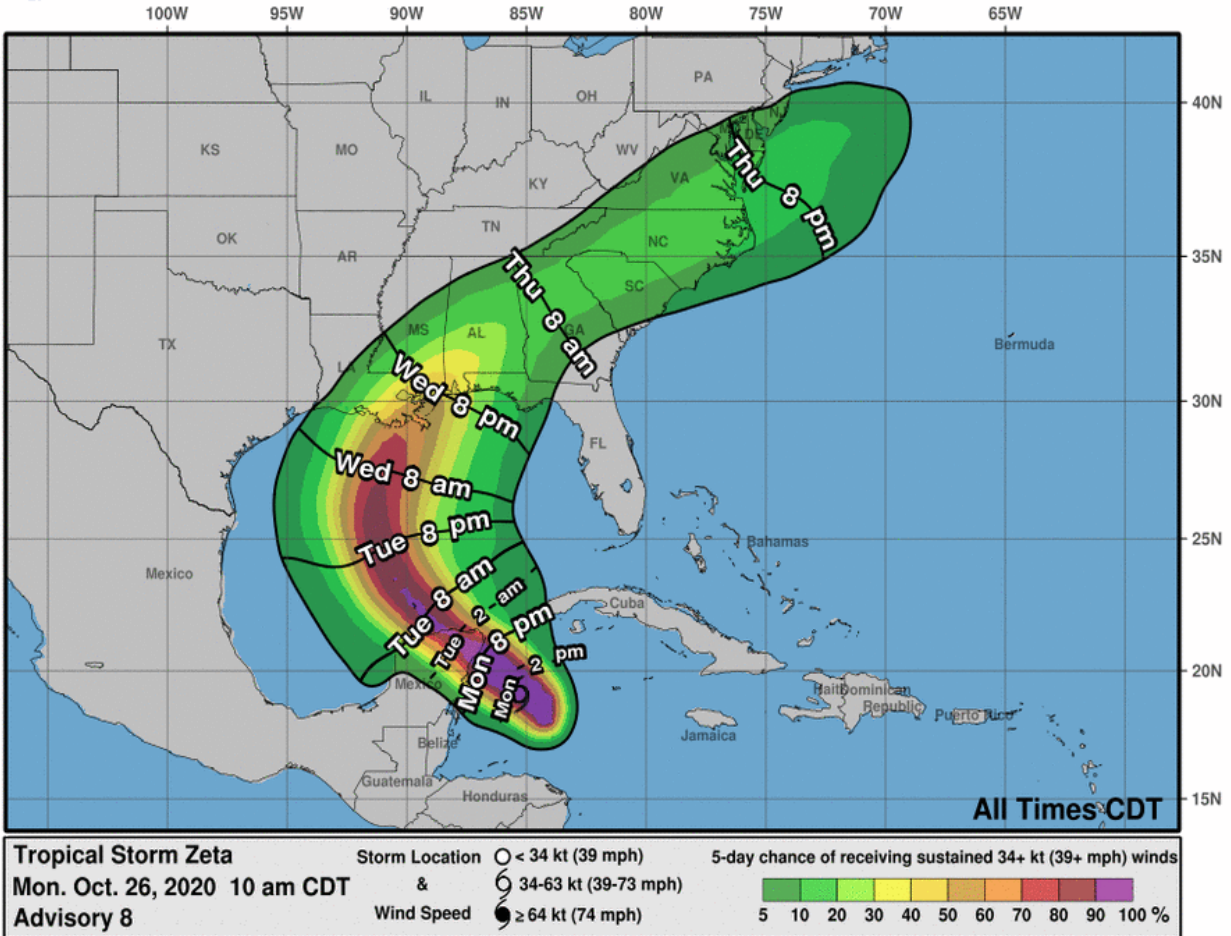 100W 95W 90W 85W 80W 75W 70W 65W
PA
IL IN OH NJ 40N
DE
KS MO WV
Thu 8 pm
VA
KY
TN
OK NC
AR 35N
Thu 8 am
SC
MS AL GA
TX Bermuda
LA
Wed 8 pm
30N
FL
Wed 8 am
Tue 8 pm
25N
Bahamas
Mexico
Tue 8 am
Cuba
Tue 2 am
Mon 8 pm
Mon 2 pm
20N
Mexico
Haiti Dominican
Republic Puerto Rico
Jamaica
Belize
Guatemala
Honduras
15N
All Times CDT
Tropical Storm Zeta
Mon. Oct. 26, 2020 10 am CDT
Advisory 8
Storm Location
&
Wind Speed
< 34 kt (39 mph)
34-63 kt (39-73 mph)
≥ 64 kt (74 mph)
5-day chance of receiving sustained 34+ kt (39+ mph) winds
5 10 20 30 40 50 60 70 80 90 100 %